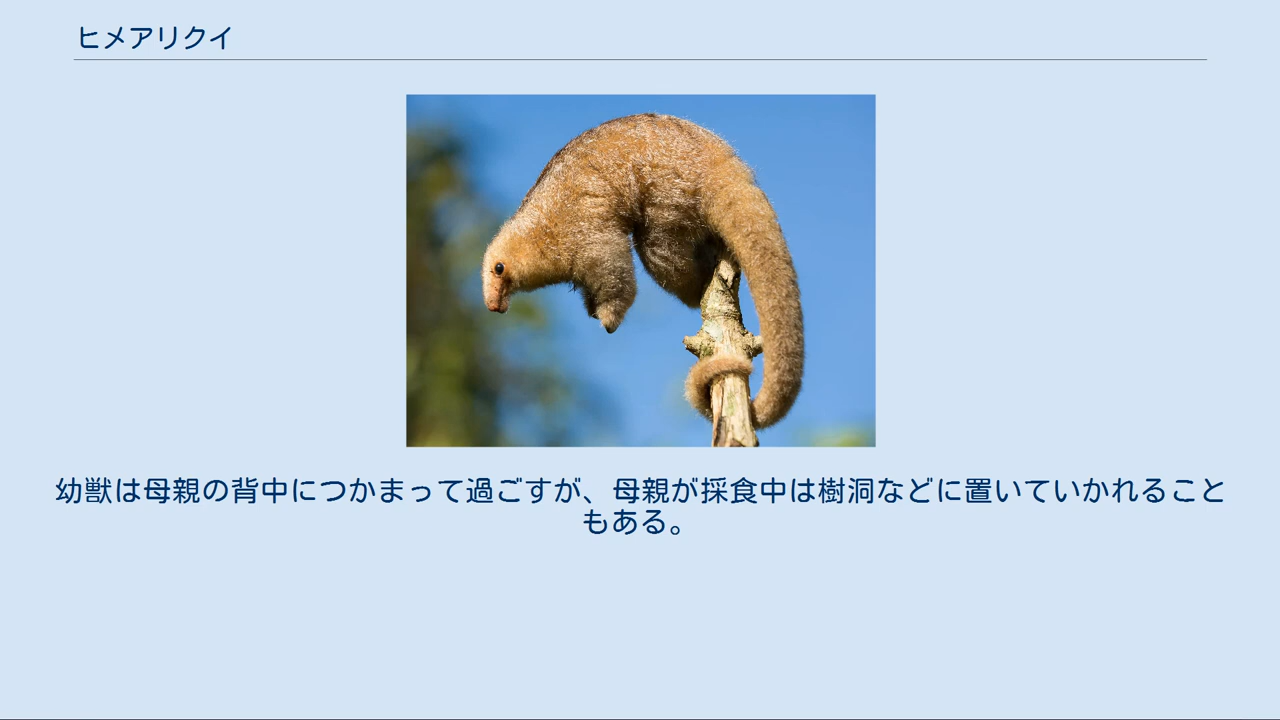 ヒメアリクイ
幼獣は母親の背中につかまって過ごすが、母親が採食中は樹洞などに置いていかれること
もある。